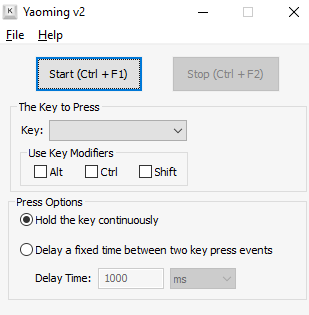 K Yaoming v2
File Help
Start (Ctrl + F1) Stop (Ctrl + F2)
The Key to Press
Key:
Use Key Modifiers
Alt Ctrl Shift
Press Options
Hold the key continuously
Delay a fixed time between two key press events
Delay Time: 1000 ms